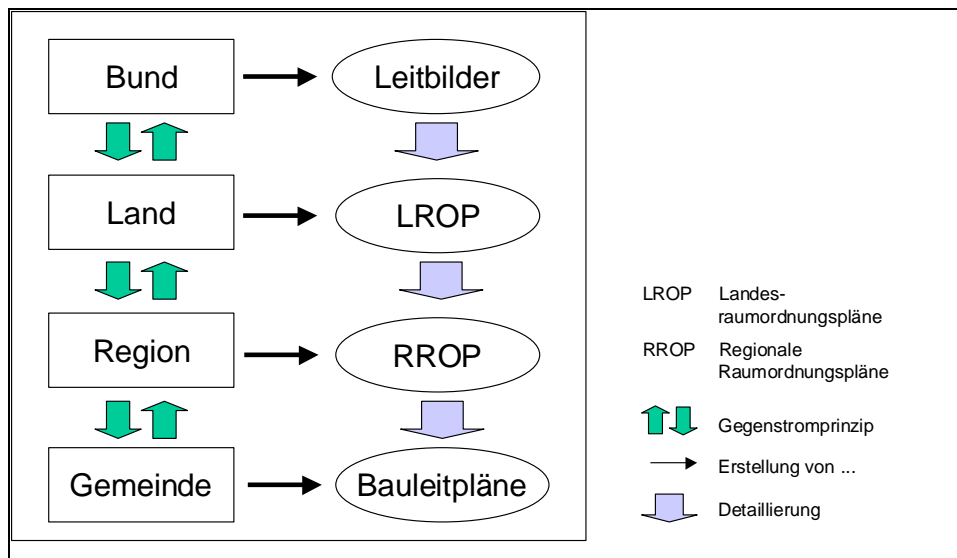 Bund
Leitbilder
Land
LROP
Region
RROP
Gemeinde
Bauleitpläne
LROP Landes-
raumordnungspläne
RROP Regionale
Raumordnungspläne
Gegenstromprinzip
Erstellung von ...
Detaillierung